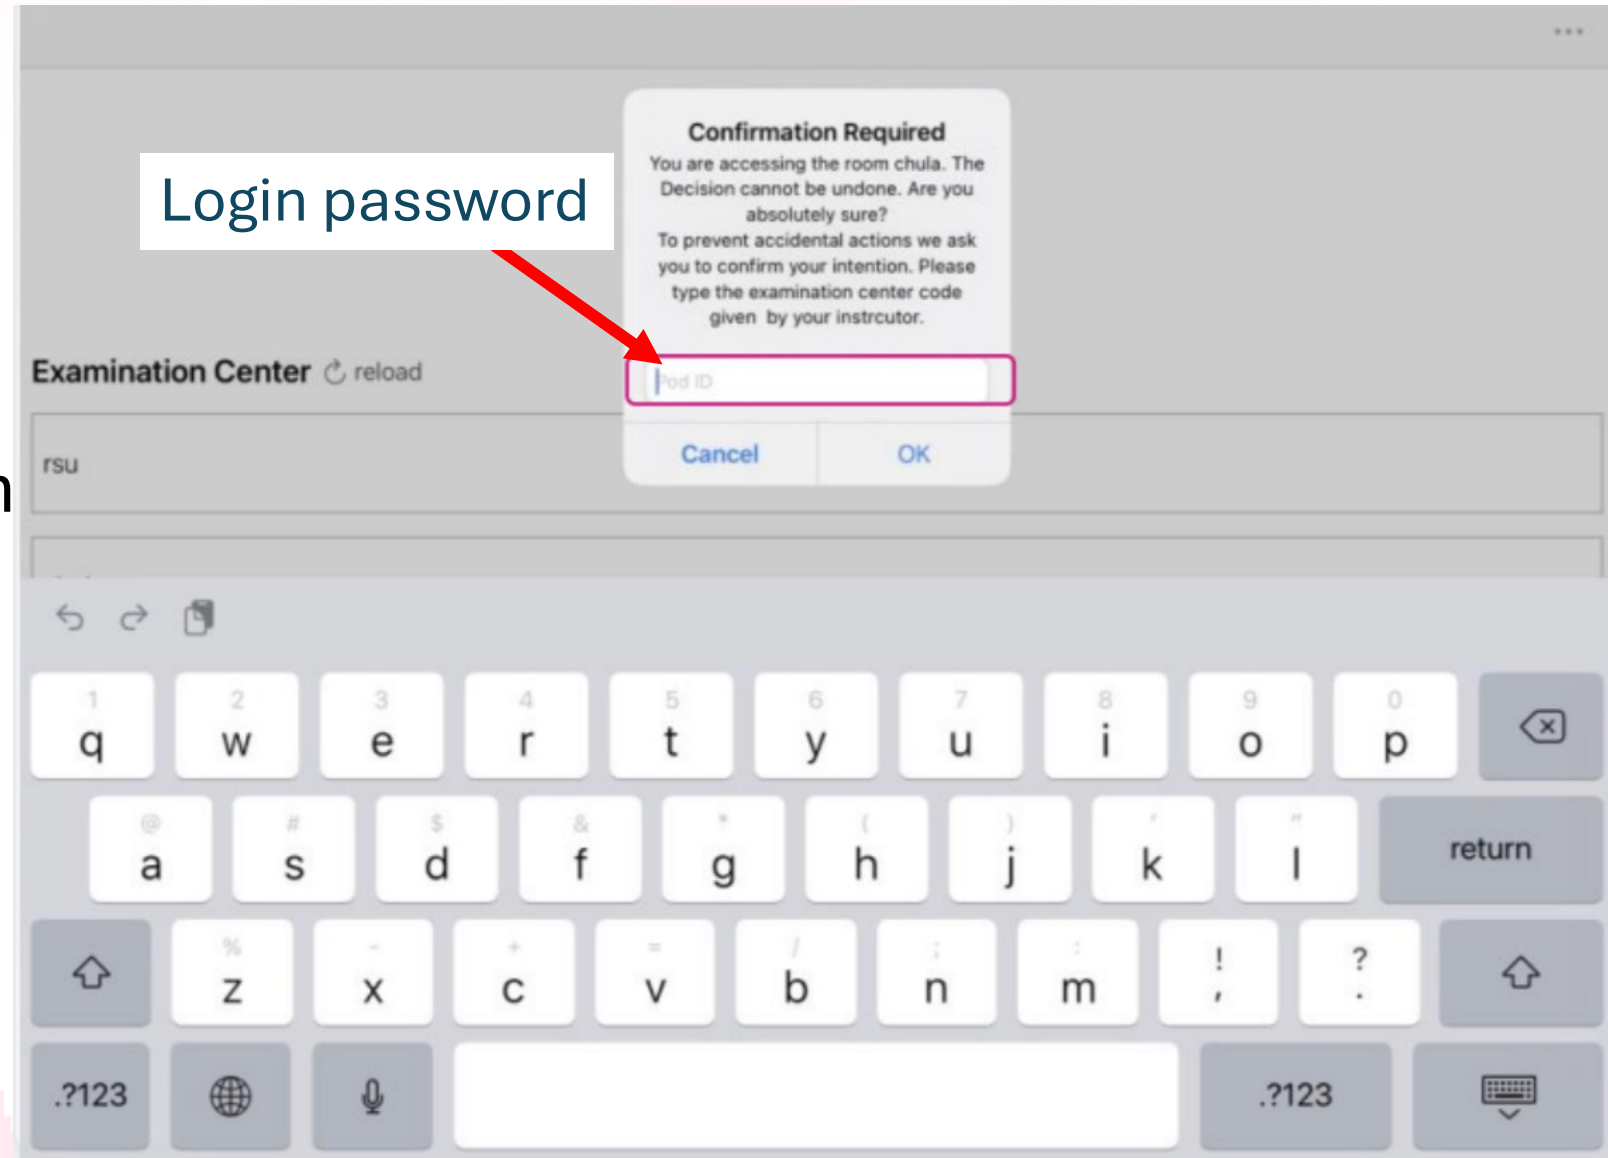 ...
Confirmation Required
You are accessing the room chula. The
Decision cannot be undone. Are you
absolutely sure?
To prevent accidental actions we ask
you to confirm your intention. Please
type the examination center code
given by your instrcutor.
Login password
Pod ID
Cancel OK
Examination Center reload
rsu
n
1 2 3 4 5 6 7 8 9 0
q w e r t y u i o p
@ # $ & * ( ) ' "
a s d f g h j k l return
% - + = / ; : ! ?
z x c v b n m , .
.?123 .?123